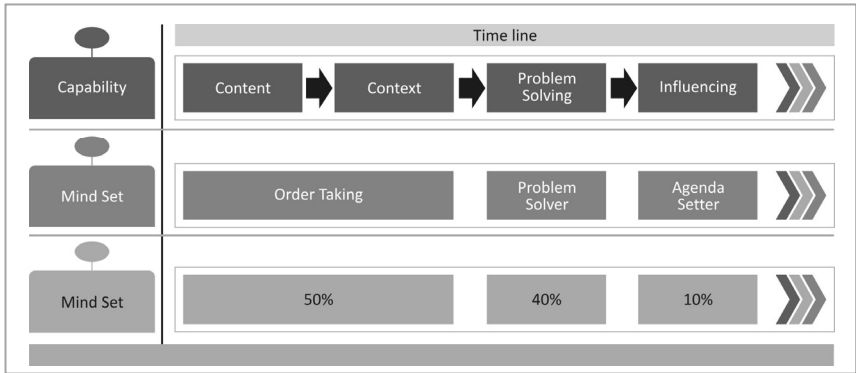 Time line
Capability
Content
Context
Problem
Solving
Influencing
Mind Set
Order Taking
Problem
Solver
Agenda
Setter
Mind Set
50%
40%
10%